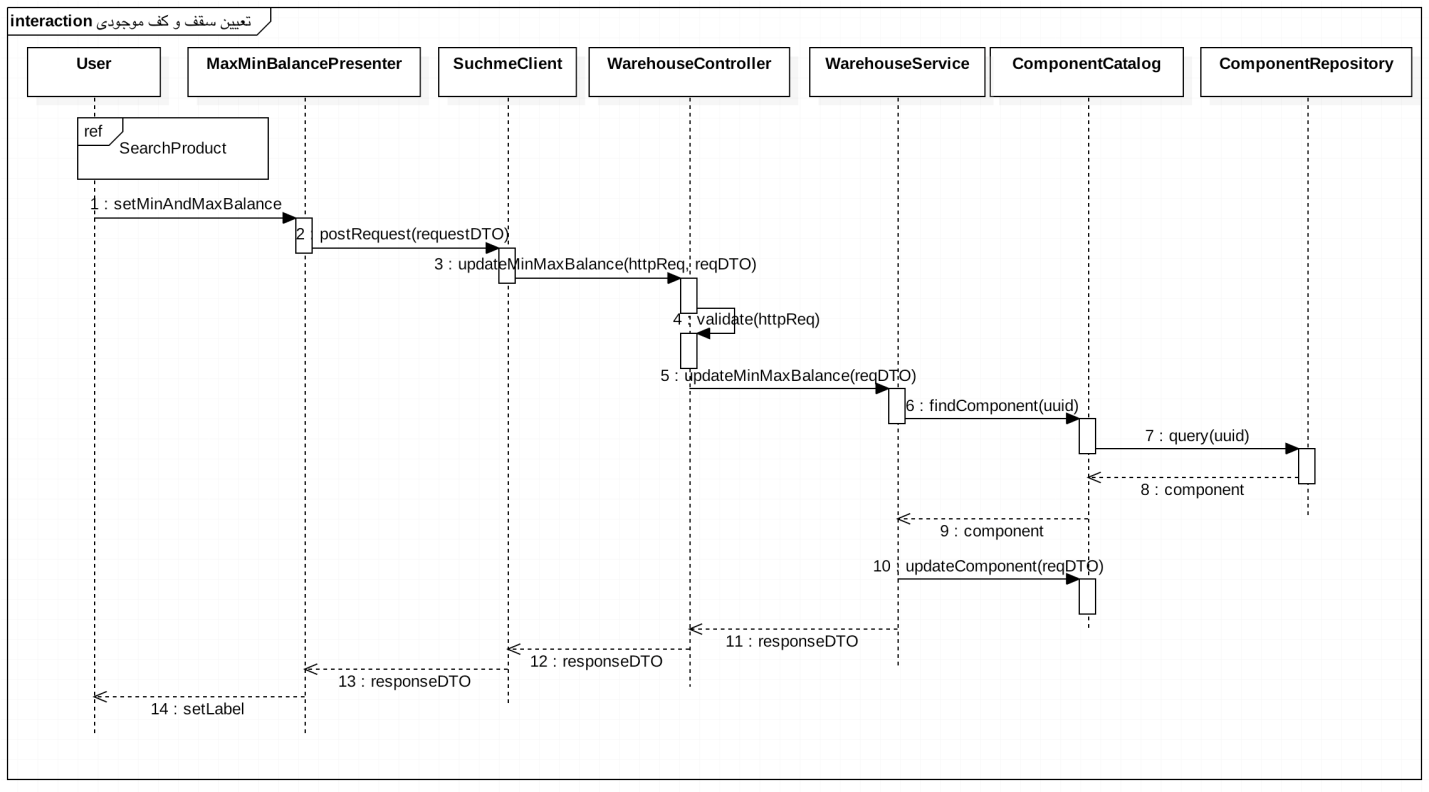 interaction تعیین سقف و کف موجودی
User
MaxMinBalancePresenter
SuchmeClient
WarehouseController
WarehouseService
ComponentCatalog
ComponentRepository
ref
SearchProduct
1 : setMinAndMaxBalance
2 : postRequest(requestDTO)
3 : updateMinMaxBalance(httpReq, reqDTO)
4 : validate(httpReq)
5 : updateMinMaxBalance(reqDTO)
6 : findComponent(uuid)
7 : query(uuid)
8 : component
9 : component
10 : updateComponent(reqDTO)
11 : responseDTO
12 : responseDTO
13 : responseDTO
14 : setLabel